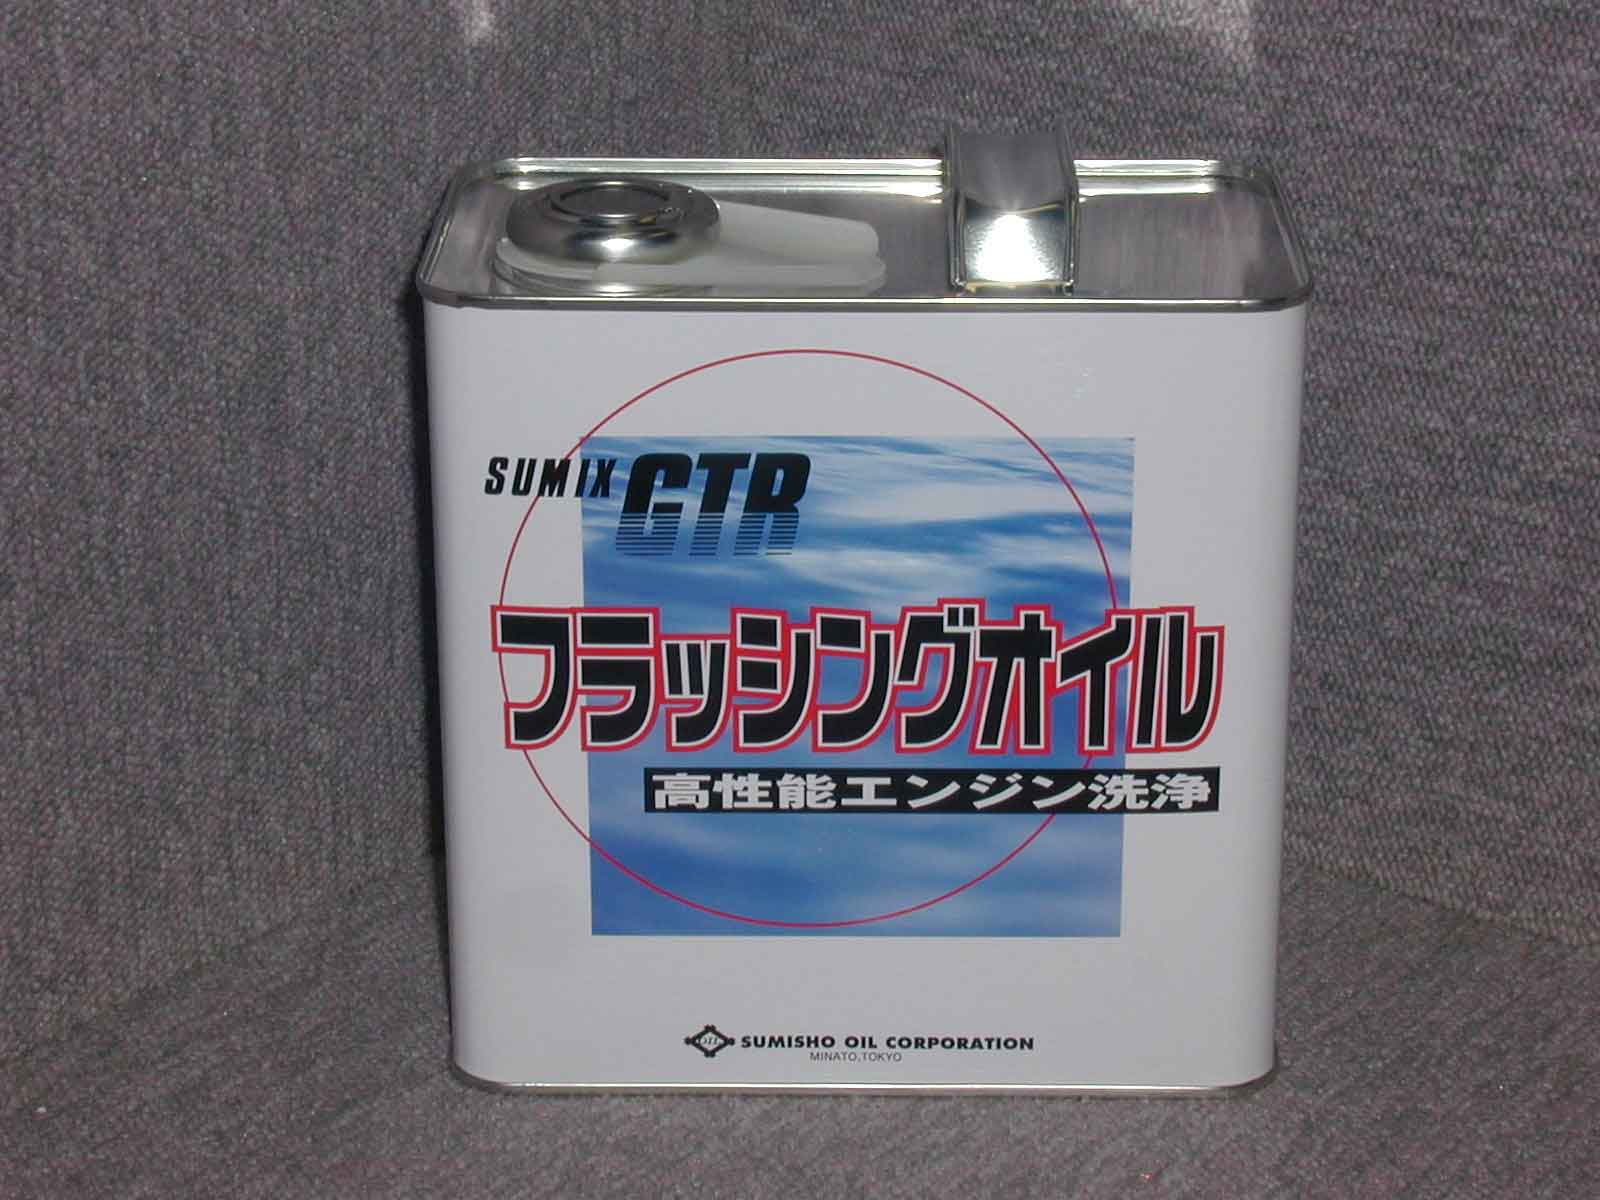 SUMIX GTR
フラッシングオイル
高性能エンジン洗浄
OIL SUMISHO OIL CORPORATION
MINATO,TOKYO